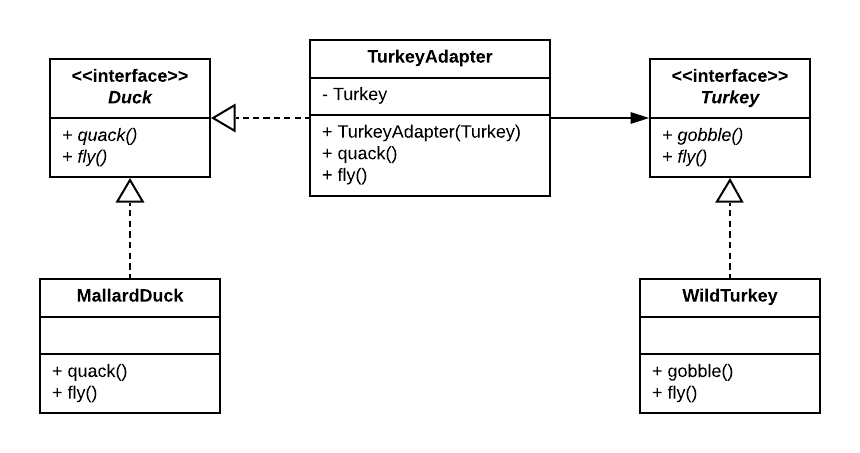 <<interface>>
Duck
+ quack()
+ fly()
TurkeyAdapter
- Turkey
+ TurkeyAdapter(Turkey)
+ quack()
+ fly()
<<interface>>
Turkey
+ gobble()
+ fly()
MallardDuck
+ quack()
+ fly()
WildTurkey
+ gobble()
+ fly()